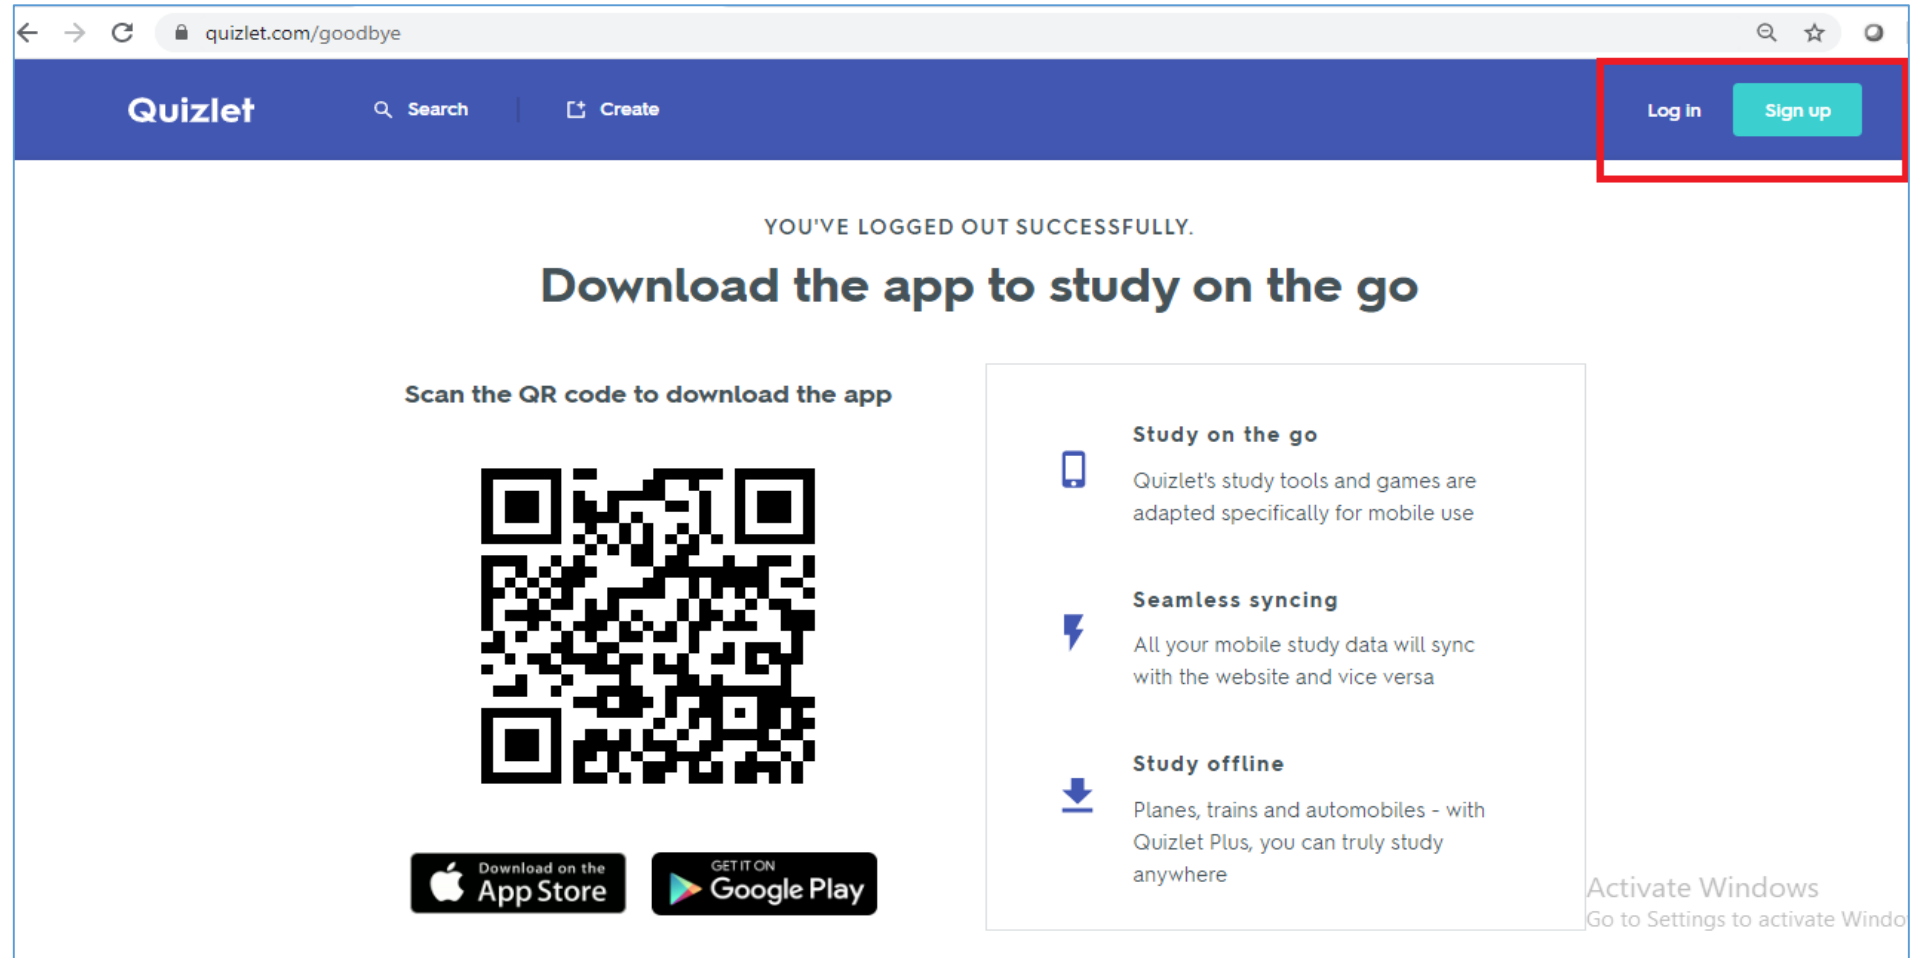 quizlet.com/goodbye
Quizlet
Search
Create
Log in
Sign up
YOU'VE LOGGED OUT SUCCESSFULLY.
Download the app to study on the go
Scan the QR code to download the app
Download on the
App Store
GET IT ON
Google Play
Study on the go
Quizlet's study tools and games are
adapted specifically for mobile use
Seamless syncing
All your mobile study data will sync
with the website and vice versa
Study offline
Planes, trains and automobiles - with
Quizlet Plus, you can truly study
anywhere
Activate Windows
Go to Settings to activate Windo